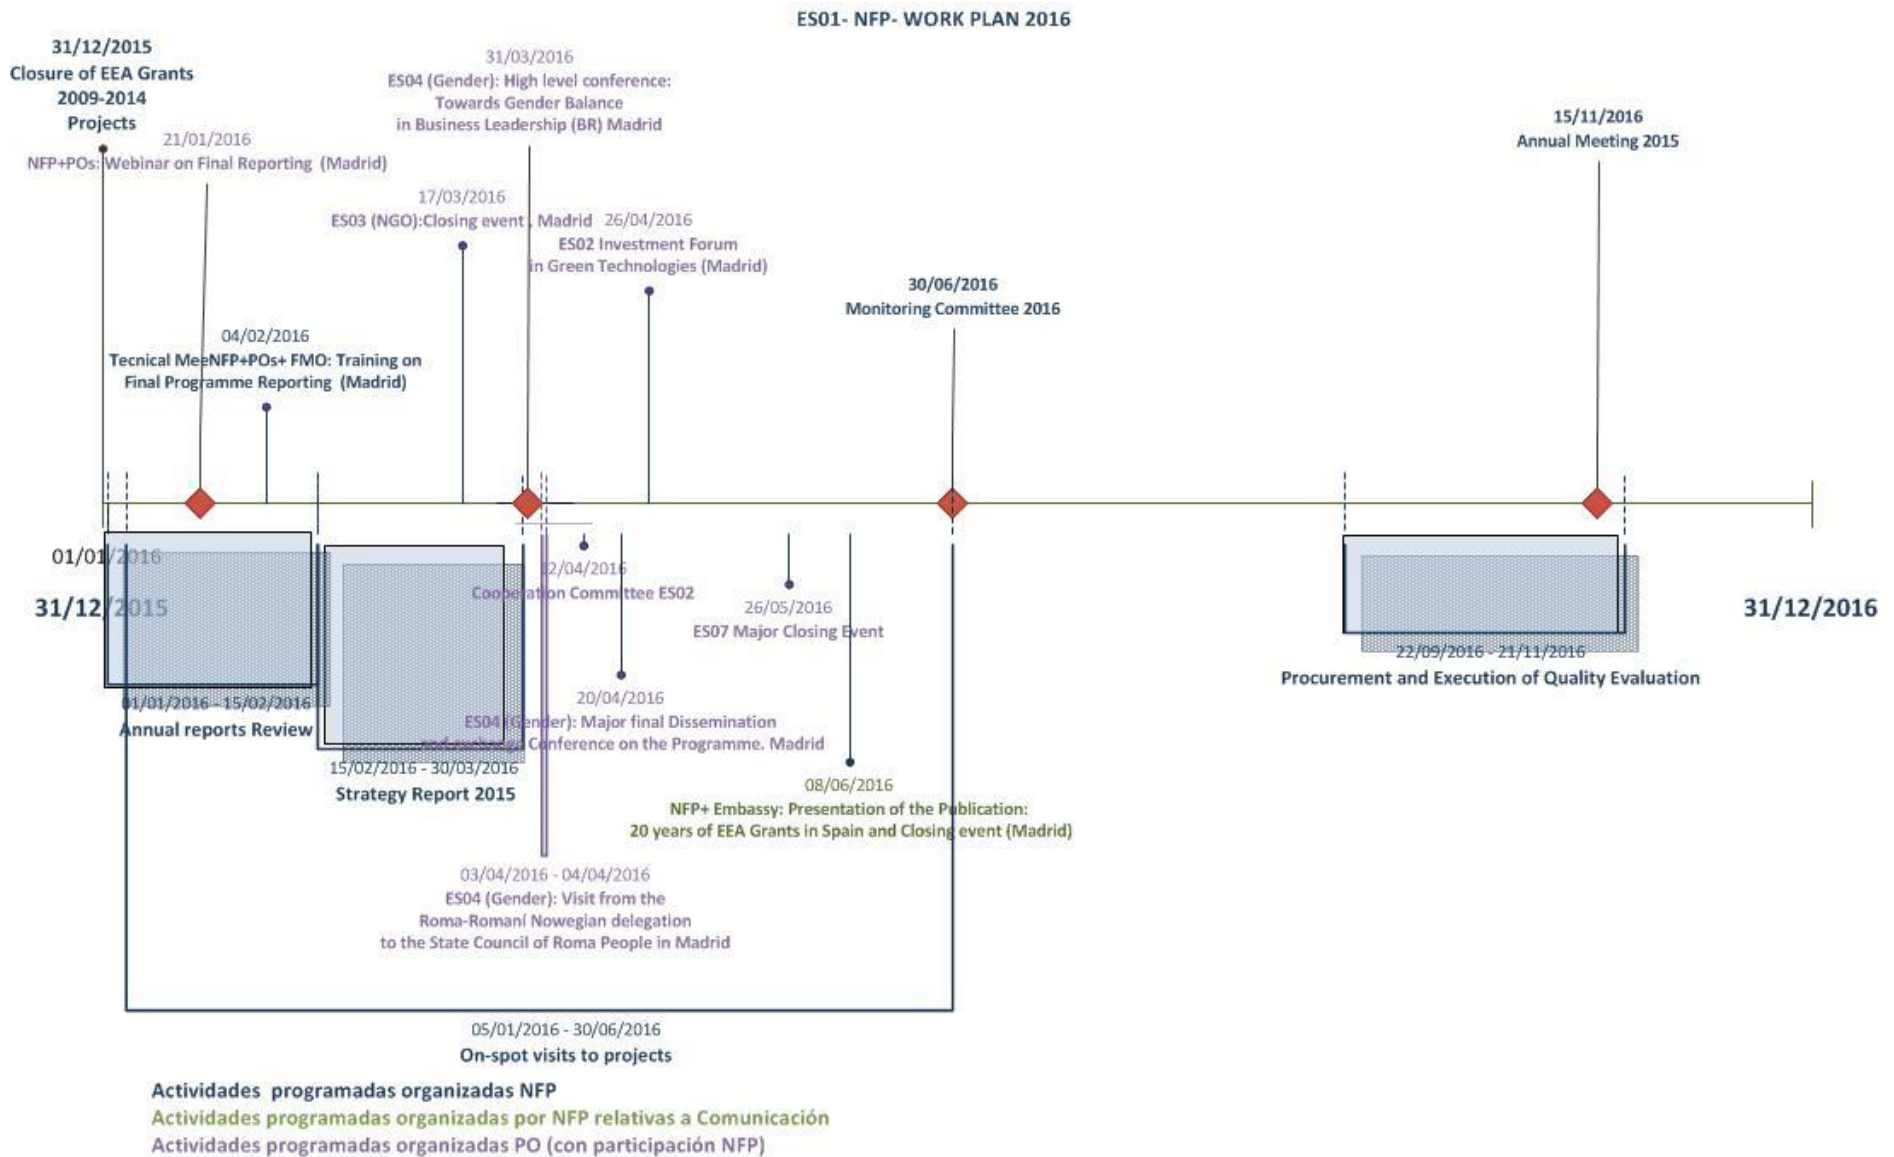 ES01- NFP- WORK PLAN 2016
31/12/2015
Closure of EEA Grants
2009-2014
Projects
21/01/2016
NFP+POs: Webinar on Final Reporting (Madrid)
31/03/2016
ES04 (Gender): High level conference:
Towards Gender Balance
in Business Leadership (BR) Madrid
17/03/2016
ES03 (NGO):Closing event , Madrid
26/04/2016
ES02 Investment Forum
in Green Technologies (Madrid)
15/11/2016
Annual Meeting 2015
30/06/2016
Monitoring Committee 2016
04/02/2016
Tecnical MeeNFP+POs+ FMO: Training on
Final Programme Reporting (Madrid)
01/01/2016
31/12/2015
31/12/2016
12/04/2016
Cooperation Committee ES02
26/05/2016
ES07 Major Closing Event
22/09/2016 - 21/11/2016
Procurement and Execution of Quality Evaluation
01/01/2016 - 15/02/2016
Annual reports Review
20/04/2016
ES04 (Gender): Major final Dissemination
and exchange Conference on the Programme. Madrid
15/02/2016 - 30/03/2016
Strategy Report 2015
08/06/2016
NFP+ Embassy: Presentation of the Publication:
20 years of EEA Grants in Spain and Closing event (Madrid)
03/04/2016 - 04/04/2016
ES04 (Gender): Visit from the
Roma-Romaní Nowegian delegation
to the State Council of Roma People in Madrid
05/01/2016 - 30/06/2016
On-spot visits to projects
Actividades programadas organizadas NFP
Actividades programadas organizadas por NFP relativas a Comunicación
Actividades programadas organizadas PO (con participación NFP)